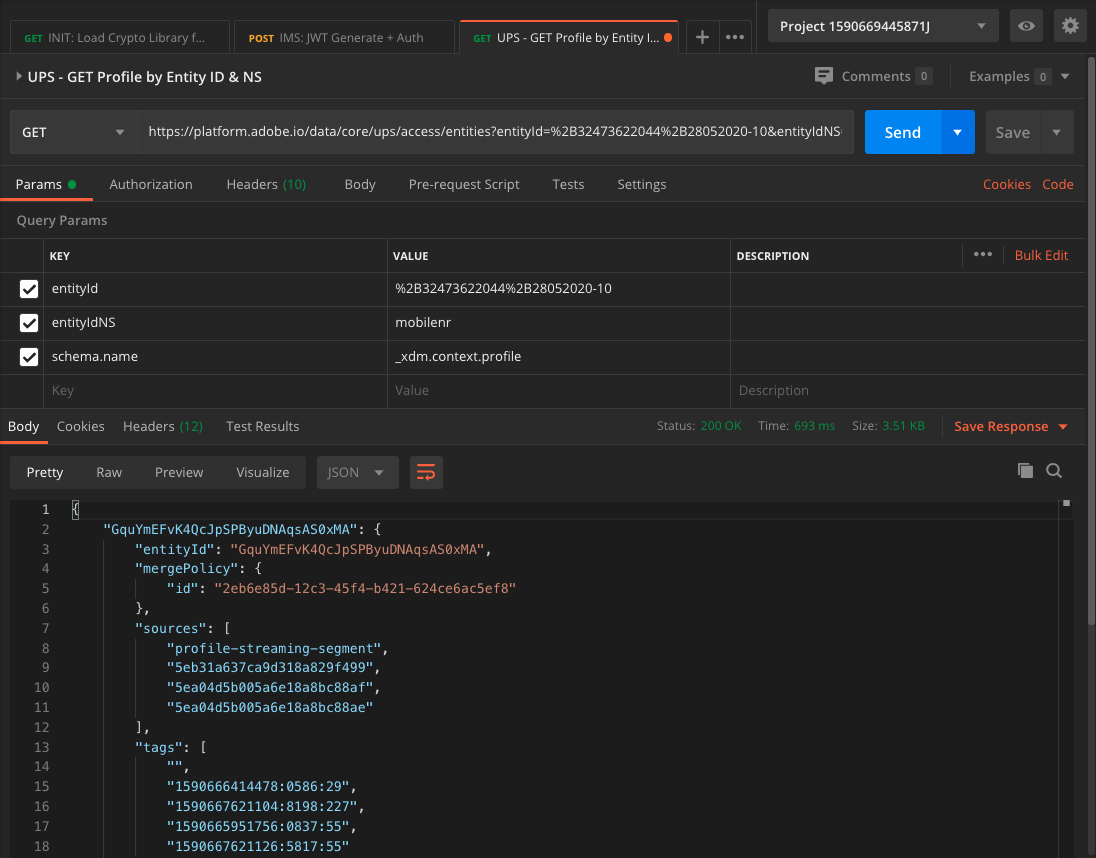 GET INIT: Load Crypto Library f... POST IMS: JWT Generate + Auth GET UPS - GET Profile by Entity I... Project 1590669445871J
UPS - GET Profile by Entity ID & NS Comments 0 Examples 0
GET https://platform.adobe.io/data/core/ups/access/entities?entityId=%2B32473622044%2B28052020-10&entityIdNS= Send Save
Params Authorization Headers (10) Body Pre-request Script Tests Settings Cookies Code
Query Params
KEY VALUE DESCRIPTION Bulk Edit
entityId %2B32473622044%2B28052020-10
entityIdNS mobilenr
schema.name _xdm.context.profile
Key Value Description
Body Cookies Headers (12) Test Results Status: 200 OK Time: 693 ms Size: 3.51 KB Save Response
Pretty Raw Preview Visualize JSON
1 {
2 "GquYmEFvK4QcJpSPByuDNAqsAS0xMA": {
3 "entityId": "GquYmEFvK4QcJpSPByuDNAqsAS0xMA",
4 "mergePolicy": {
5 "id": "2eb6e85d-12c3-45f4-b421-624ce6ac5ef8"
6 },
7 "sources": [
8 "profile-streaming-segment",
9 "5eb31a637ca9d318a829f499",
10 "5ea04d5b005a6e18a8bc88af",
11 "5ea04d5b005a6e18a8bc88ae"
12 ],
13 "tags": [
14 "",
15 "1590666414478:0586:29",
16 "1590667621104:8198:227",
17 "1590665951756:0837:55",
18 "1590667621126:5817:55"